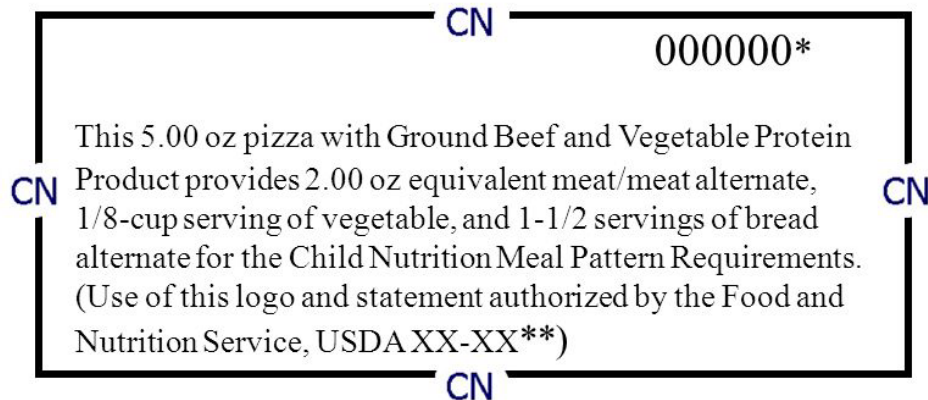 CN
000000*
This 5.00 oz pizza with Ground Beef and Vegetable Protein
CN Product provides 2.00 oz equivalent meat/meat alternate, CN
1/8-cup serving of vegetable, and 1-1/2 servings of bread
alternate for the Child Nutrition Meal Pattern Requirements.
(Use of this logo and statement authorized by the Food and
Nutrition Service, USDA XX-XX**)
CN